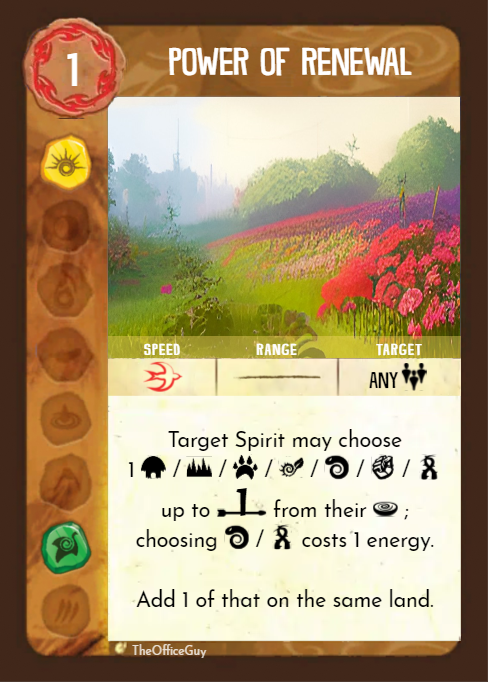 1
POWER OF RENEWAL
SPEED RANGE TARGET
ANY
Target Spirit may choose
1 / / / / / /
up to 1 from their ;
choosing / costs 1 energy.
Add 1 of that on the same land.
TheOfficeGuy